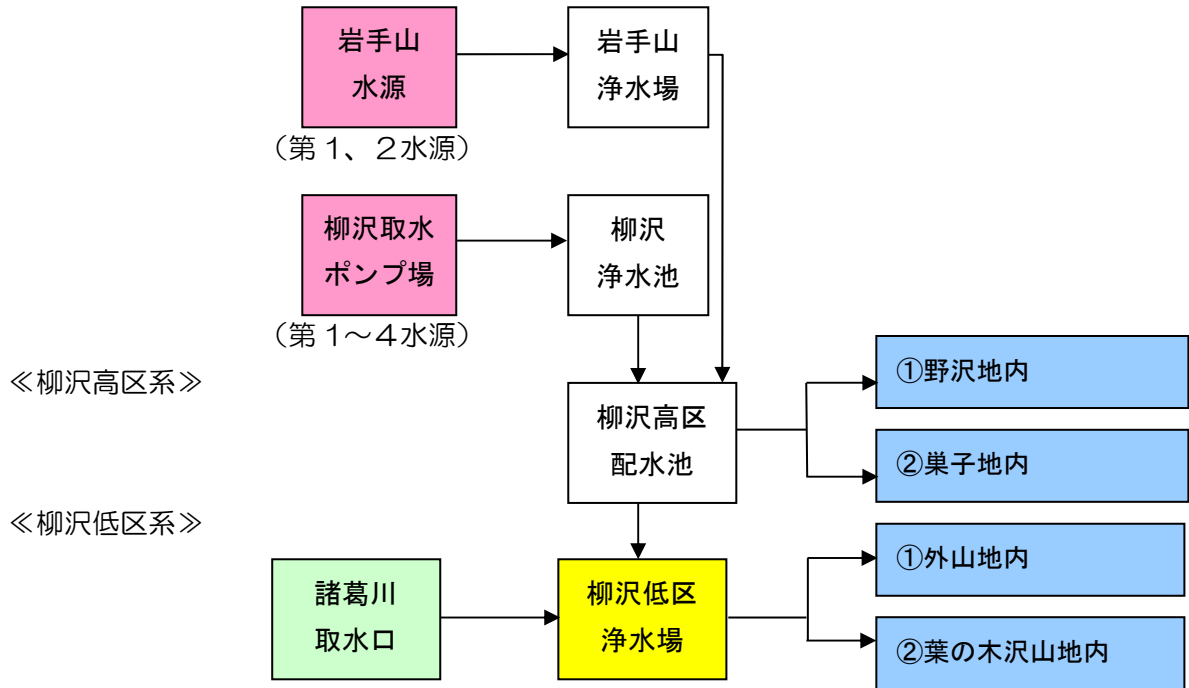 岩手山
水源
岩手山
浄水場
（第１、２水源）
柳沢取水
ポンプ場
柳沢
浄水池
（第１～４水源）
≪柳沢高区系≫
①野沢地内
柳沢高区
配水池
②巣子地内
≪柳沢低区系≫
①外山地内
諸葛川
取水口
柳沢低区
浄水場
②葉の木沢山地内